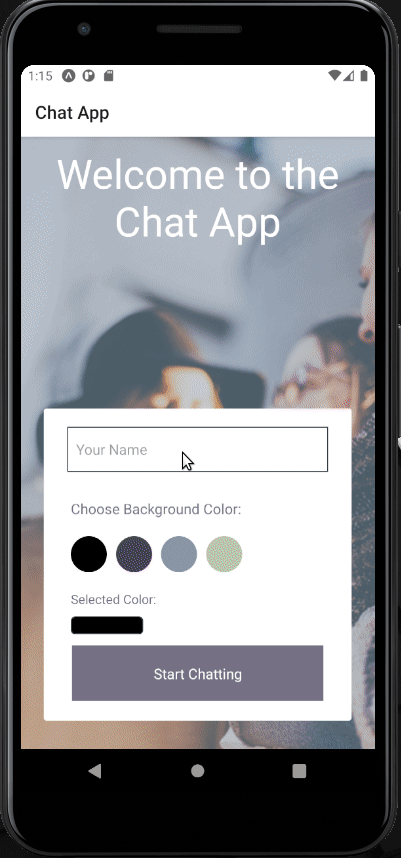 1:15
Chat App
Welcome to the
Chat App
Your Name
Choose Background Color:
Selected Color:
Start Chatting